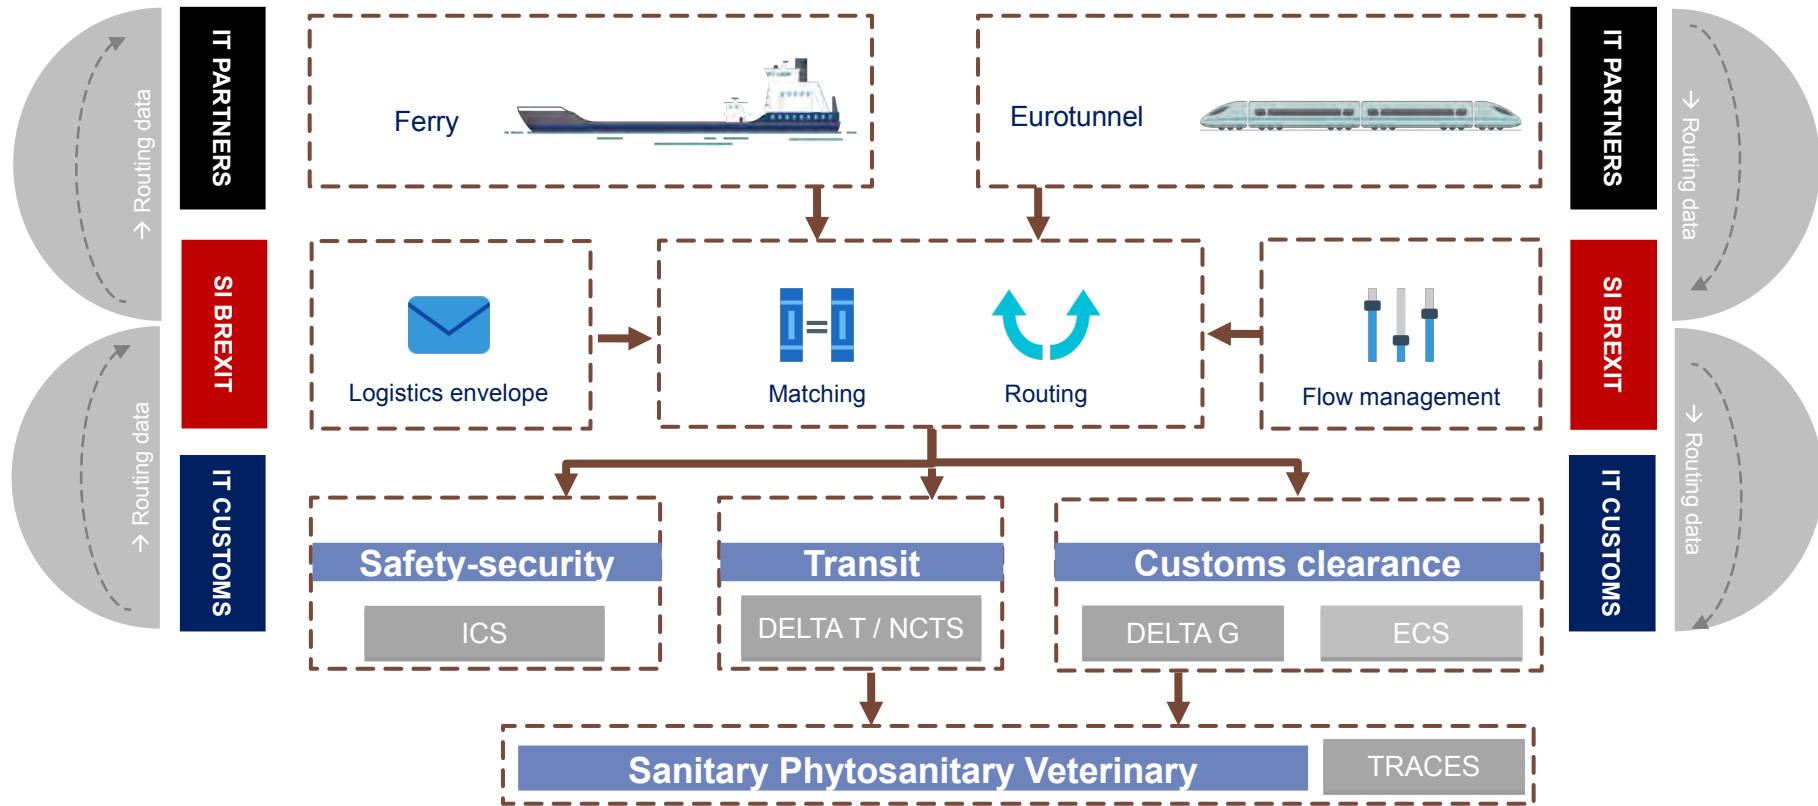 IT PARTNERS
→ Routing data
Ferry
Eurotunnel
IT PARTNERS
→ Routing data
SI BREXIT
Logistics envelope
=
Matching
Routing
Flow management
SI BREXIT
→ Routing data
IT CUSTOMS
Safety-security
ICS
Transit
DELTA T / NCTS
Customs clearance
DELTA G
ECS
IT CUSTOMS
→ Routing data
Sanitary Phytosanitary Veterinary
TRACES